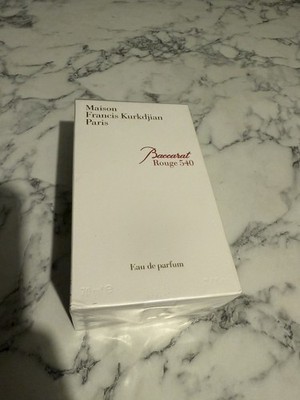 Maison
Francis Kurkdjian
Paris
Baccarat
Rouge 540
Eau de parfum